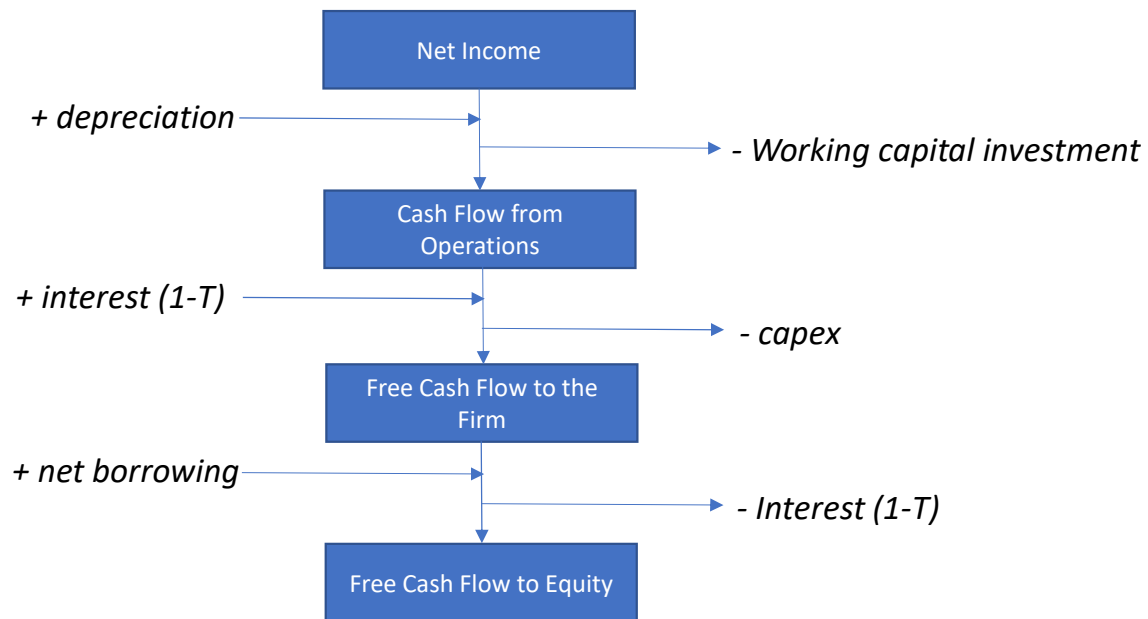 Net Income
+ depreciation
- Working capital investment
Cash Flow from
Operations
+ interest (1-T)
- capex
Free Cash Flow to the
Firm
+ net borrowing
- Interest (1-T)
Free Cash Flow to Equity